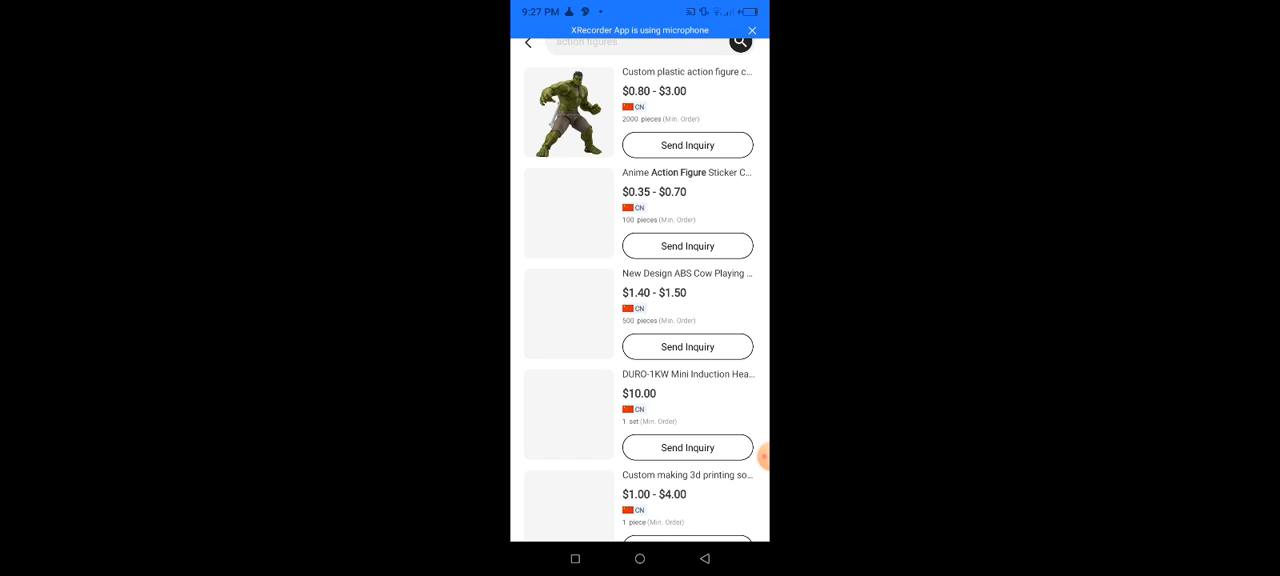 9:27 PM
XRecorder App is using microphone
action figures
Custom plastic action figure c...
$0.80 - $3.00
CN
2000 pieces (Min. Order)
Send Inquiry
Anime Action Figure Sticker C...
$0.35 - $0.70
CN
100 pieces (Min. Order)
Send Inquiry
New Design ABS Cow Playing ...
$1.40 - $1.50
CN
500 pieces (Min. Order)
Send Inquiry
DURO-1KW Mini Induction Hea...
$10.00
CN
1 set (Min. Order)
Send Inquiry
Custom making 3d printing so...
$1.00 - $4.00
CN
1 piece (Min. Order)